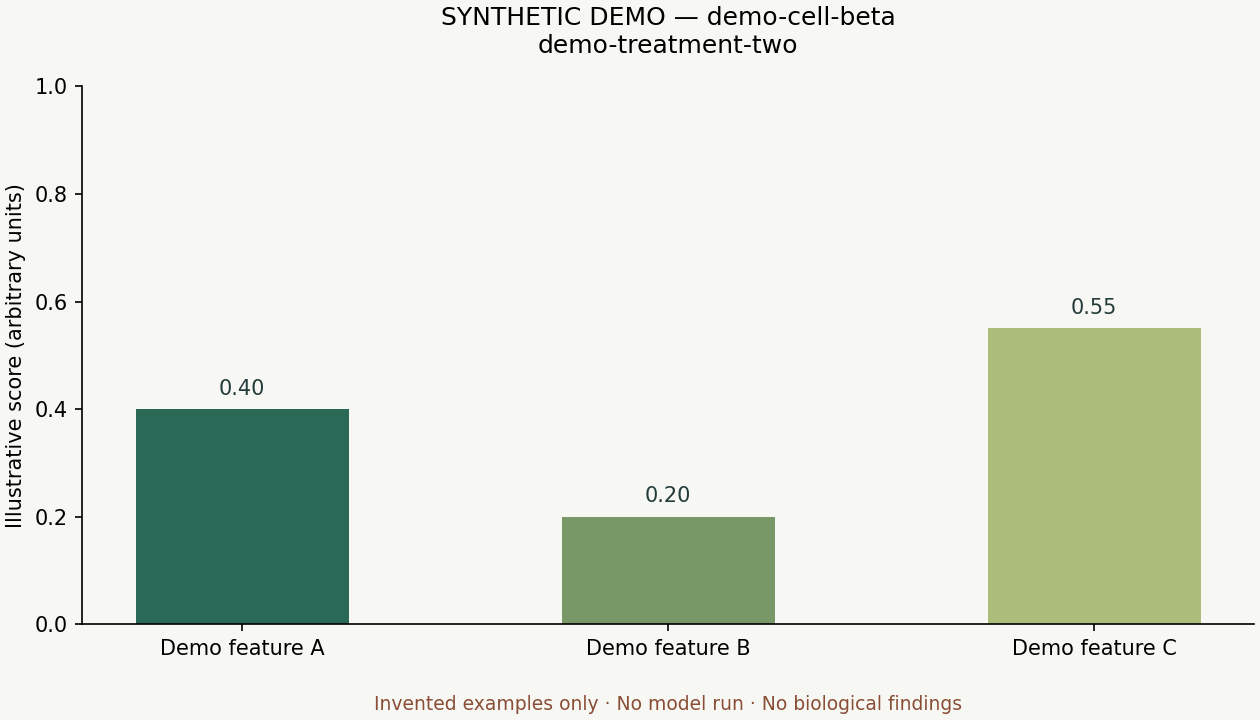 SYNTHETIC DEMO — demo-cell-beta
demo-treatment-two
Illustrative score (arbitrary units)
1.0
0.8
0.6
0.4
0.2
0.0
0.40
0.20
0.55
Demo feature A
Demo feature B
Demo feature C
Invented examples only · No model run · No biological findings